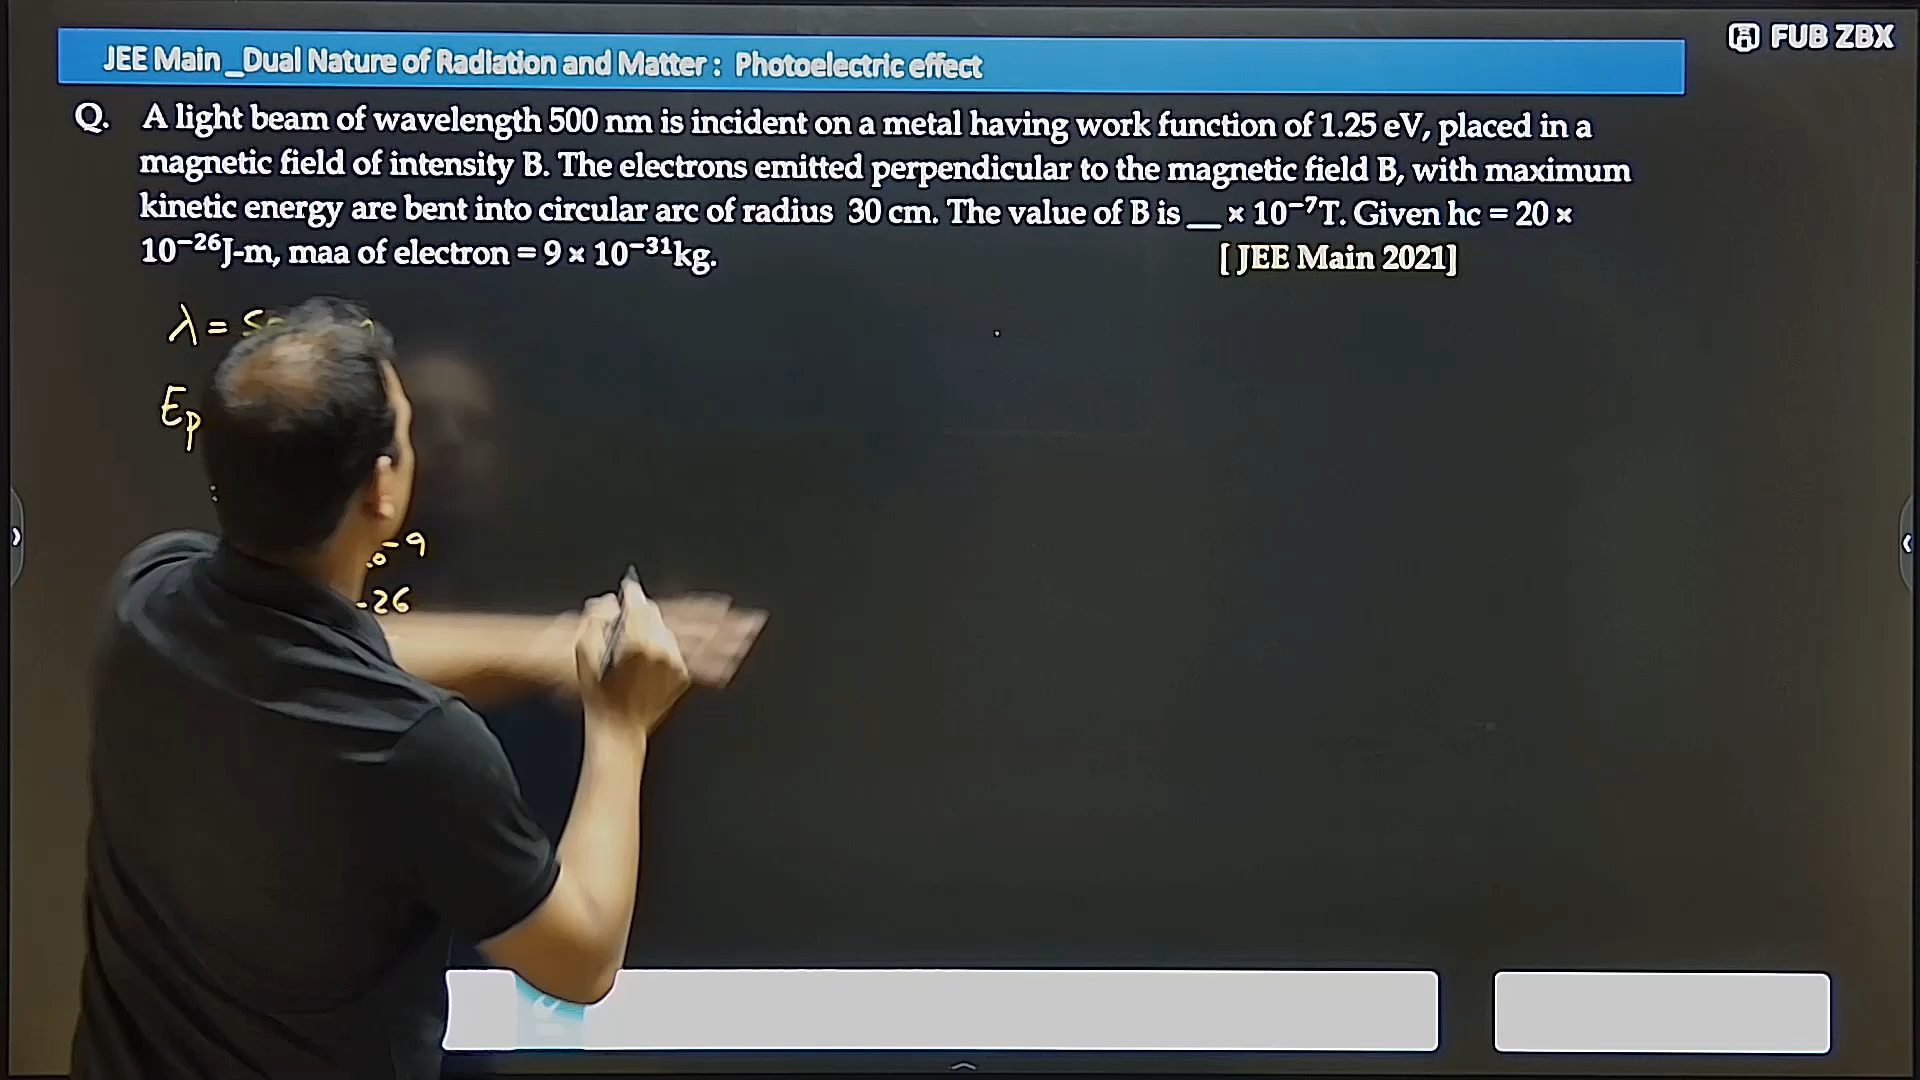 FUB ZBX
JEE Main _Dual Nature of Radiation and Matter : Photoelectric effect
Q. A light beam of wavelength 500 nm is incident on a metal having work function of 1.25 eV, placed in a
magnetic field of intensity B. The electrons emitted perpendicular to the magnetic field B, with maximum
kinetic energy are bent into circular arc of radius 30 cm. The value of B is __ × 10⁻⁷T. Given hc = 20 ×
10⁻²⁶J-m, maa of electron = 9 × 10⁻³¹kg.
[ JEE Main 2021]
λ =
Ep
-9
-26